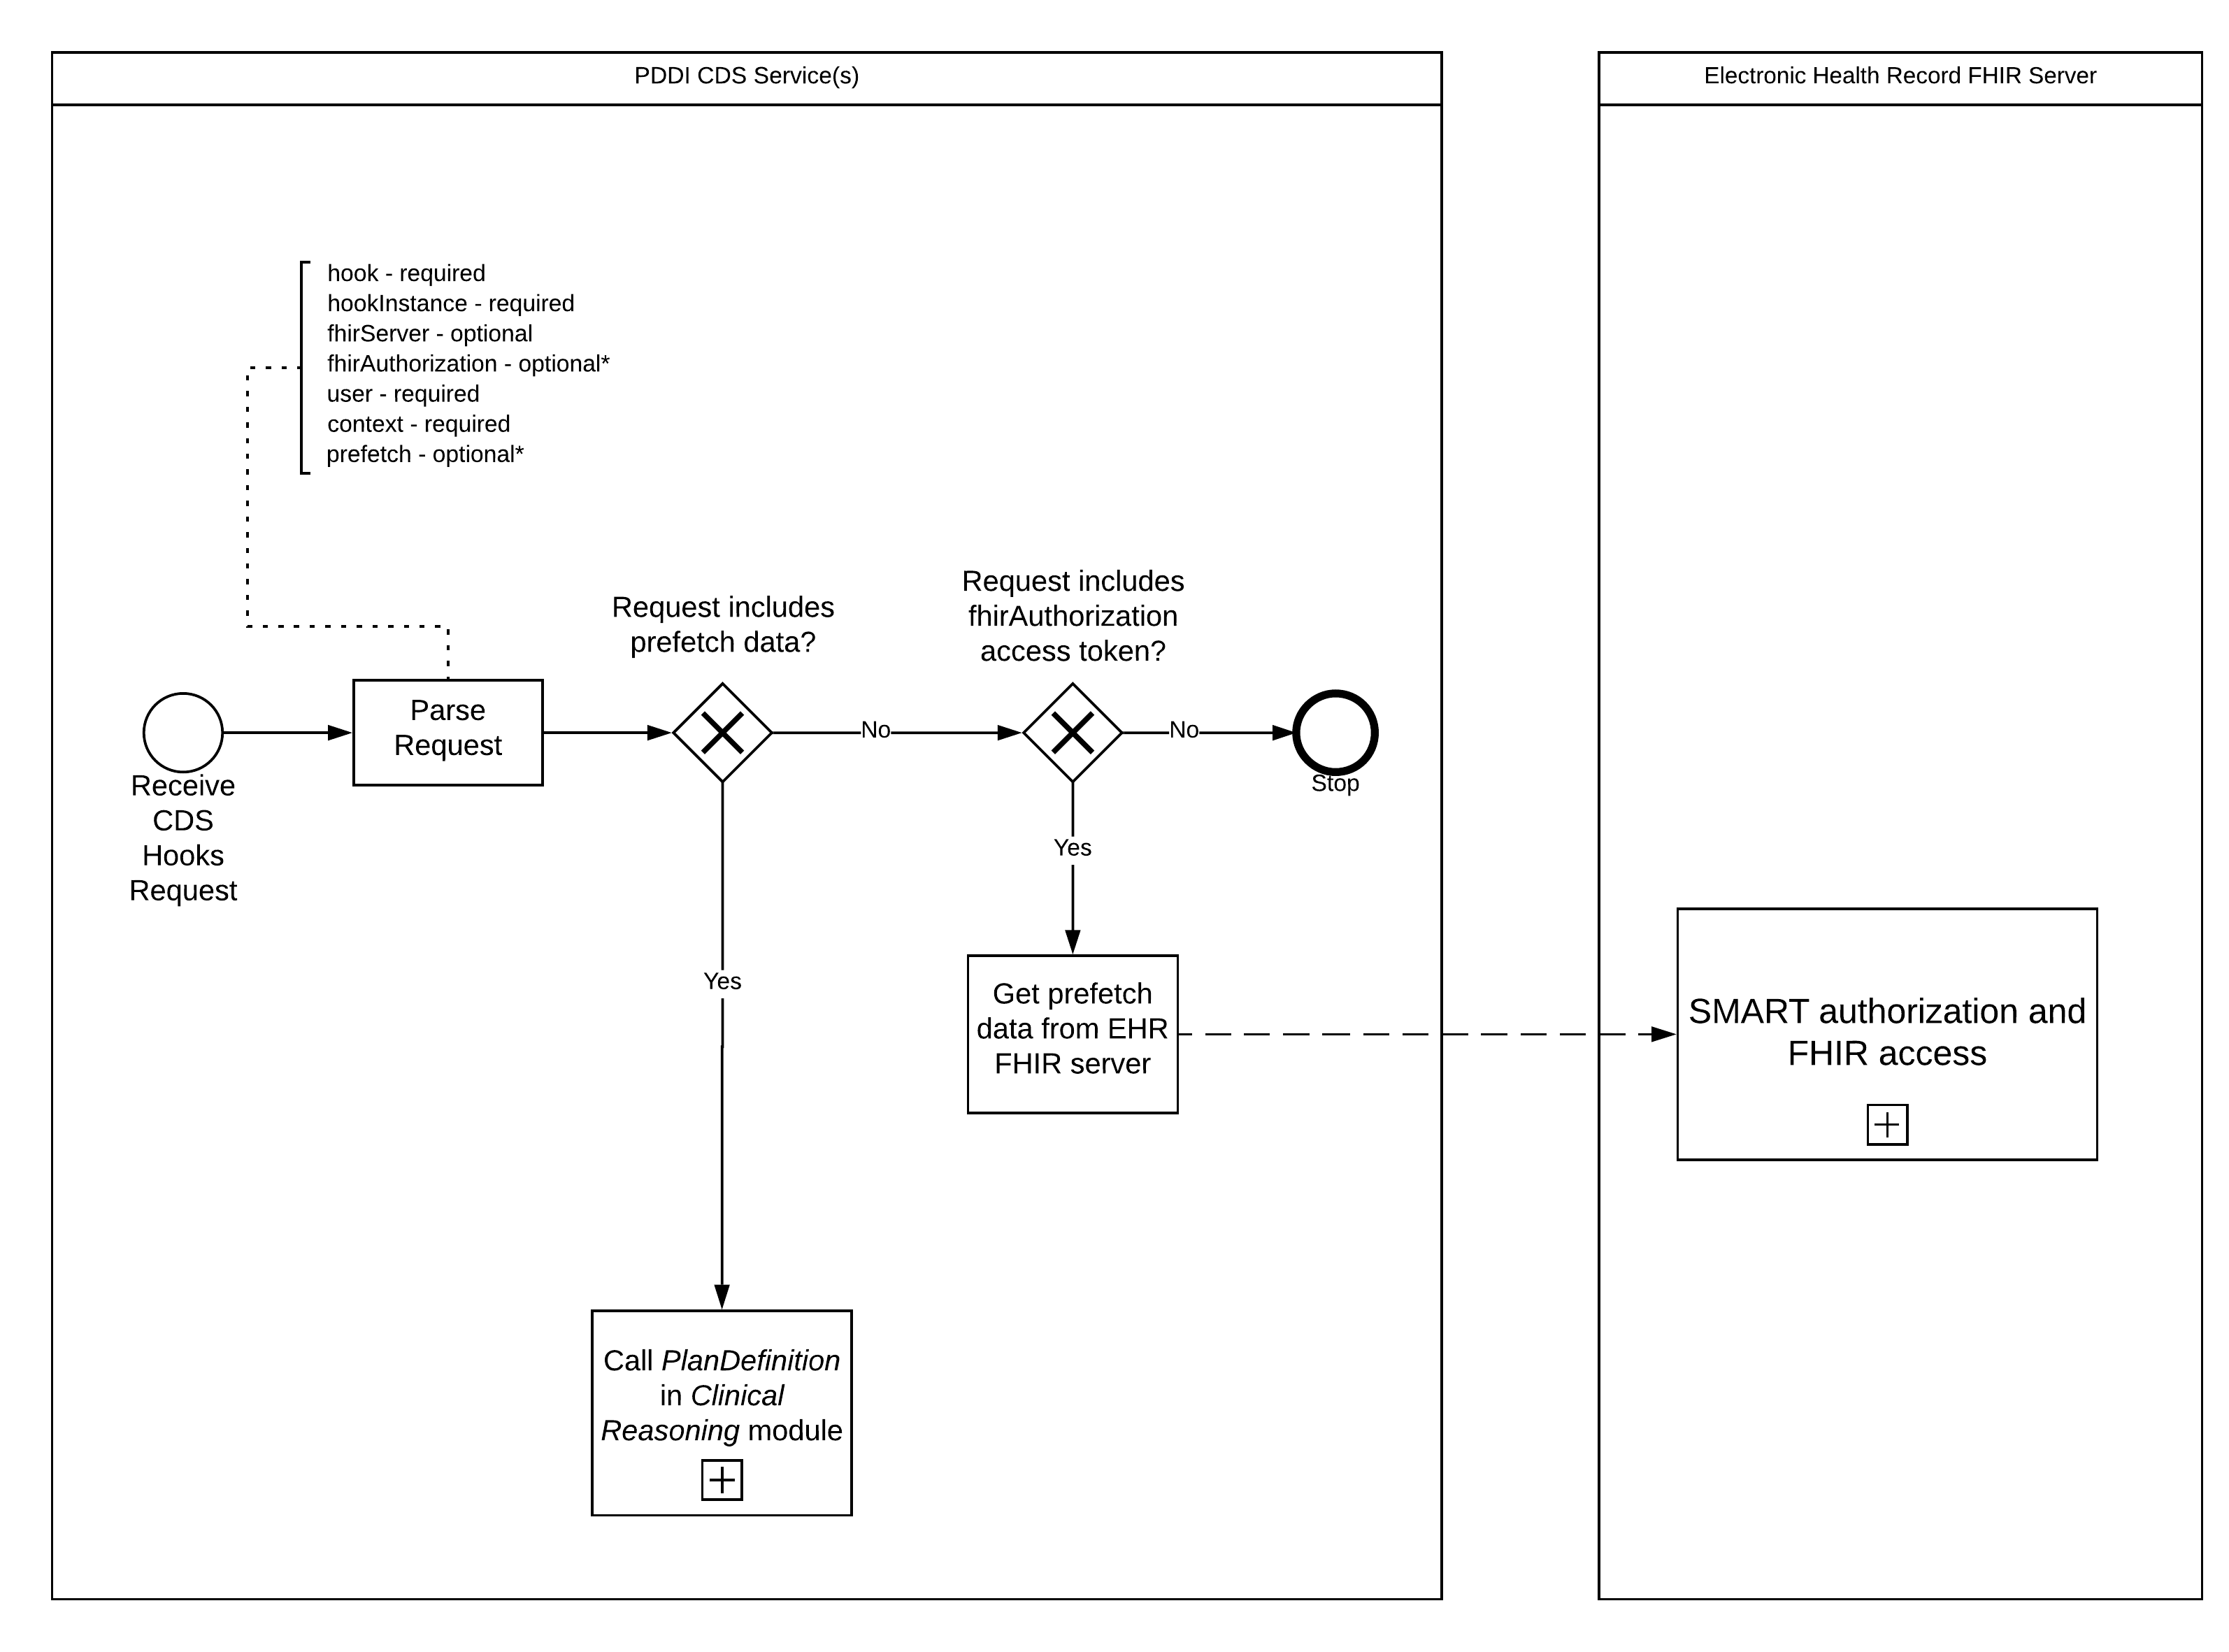 PDDI CDS Service(s)
Electronic Health Record FHIR Server
hook - required
hookInstance - required
fhirServer - optional
fhirAuthorization - optional*
user - required
context - required
prefetch - optional*
Request includes
prefetch data?
Request includes
fhirAuthorization
access token?
Parse
Request
No
No
Stop
Receive
CDS
Hooks
Request
Yes
Yes
Get prefetch
data from EHR
FHIR server
SMART authorization and
FHIR access
Call PlanDefinition
in Clinical
Reasoning module